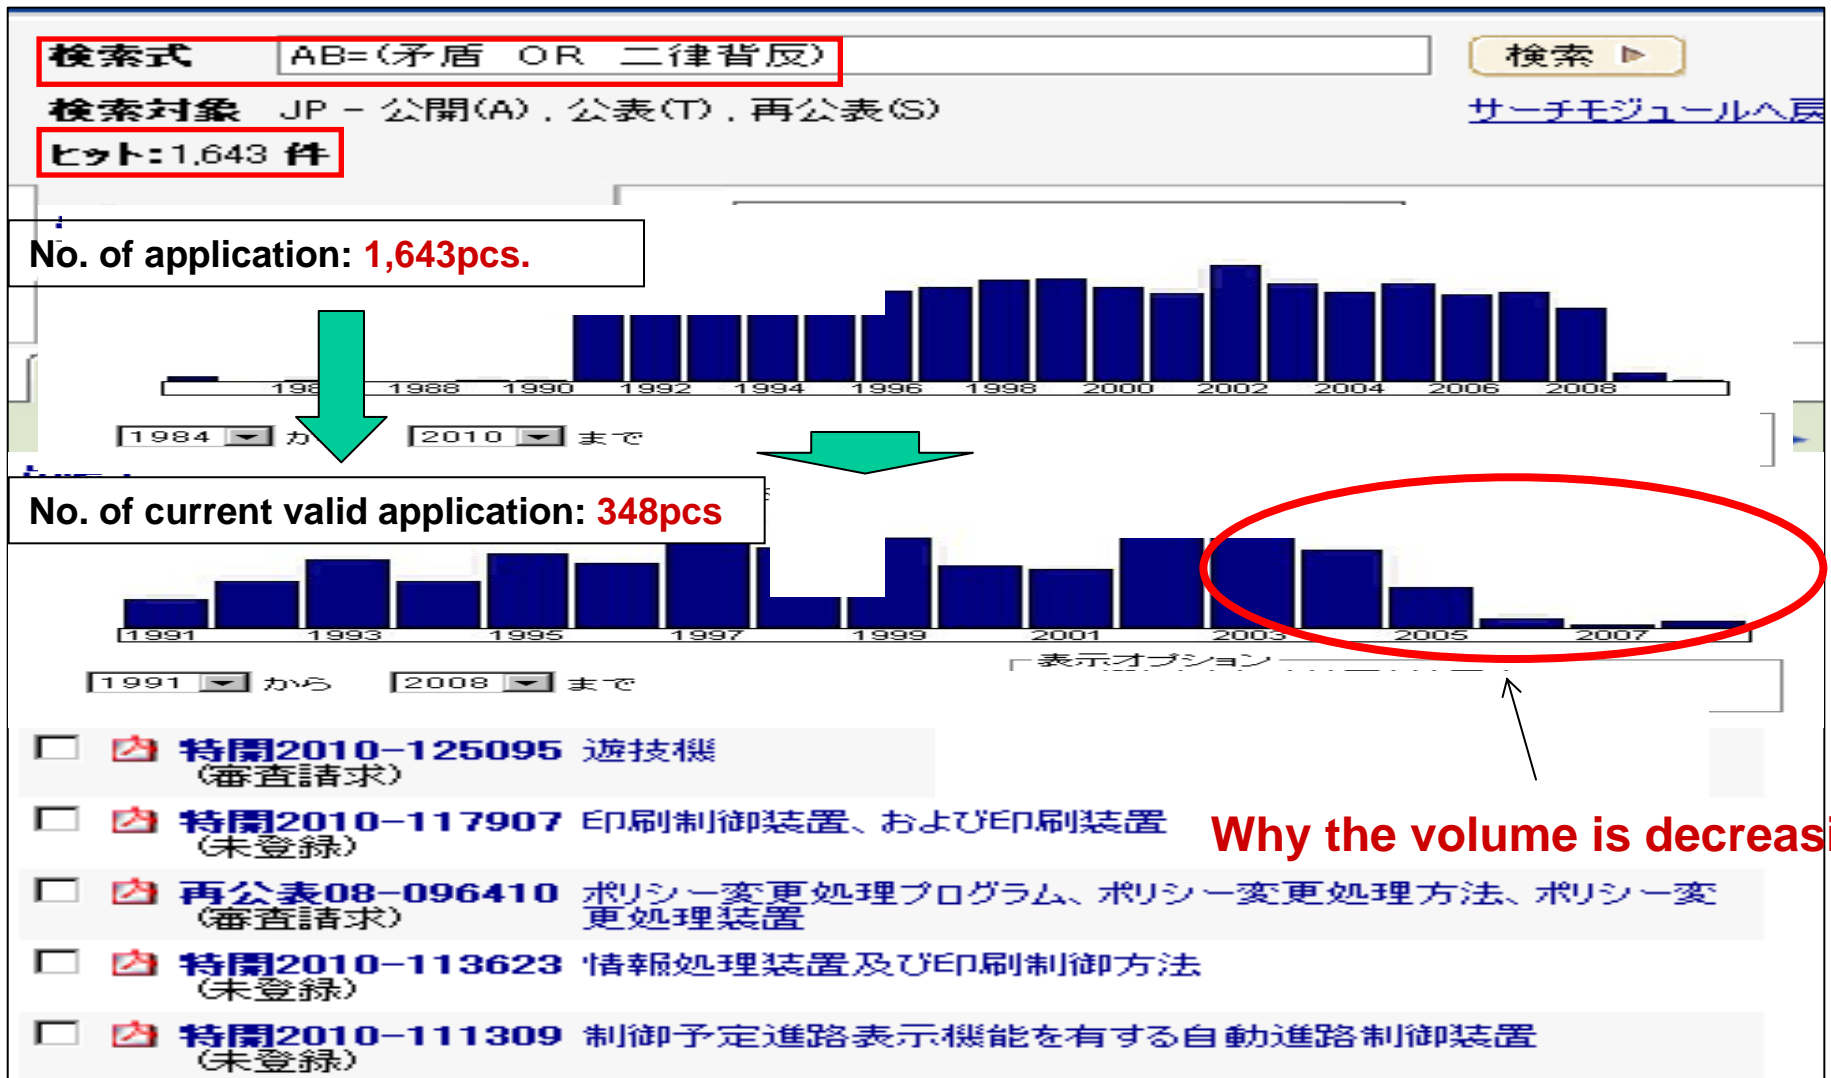 検索式 AB=(矛盾 OR 二律背反) 検索
検索対象 JP - 公開(A) , 公表(T) , 再公表(S) サーチモジュールへ戻
ヒット:1,643 件
No. of application: 1,643pcs.
1988 1990 1992 1994 1996 1998 2000 2002 2004 2006 2008
1984 2010 まで
No. of current valid application: 348pcs
1991 1993 1995 1997 1999 2001 2003 2005 2007
表示オプション
1991 から 2008 まで
特開2010-125095 遊技機
(審査請求)
特開2010-117907 印刷制御装置、および印刷装置
(未登録)
Why the volume is decreasi
再公表08-096410 ポリシー変更処理プログラム、ポリシー変更処理方法、ポリシー変
(審査請求) 更処理装置
特開2010-113623 情報処理装置及び印刷制御方法
(未登録)
特開2010-111309 制御予定進路表示機能を有する自動進路制御装置
(未登録)